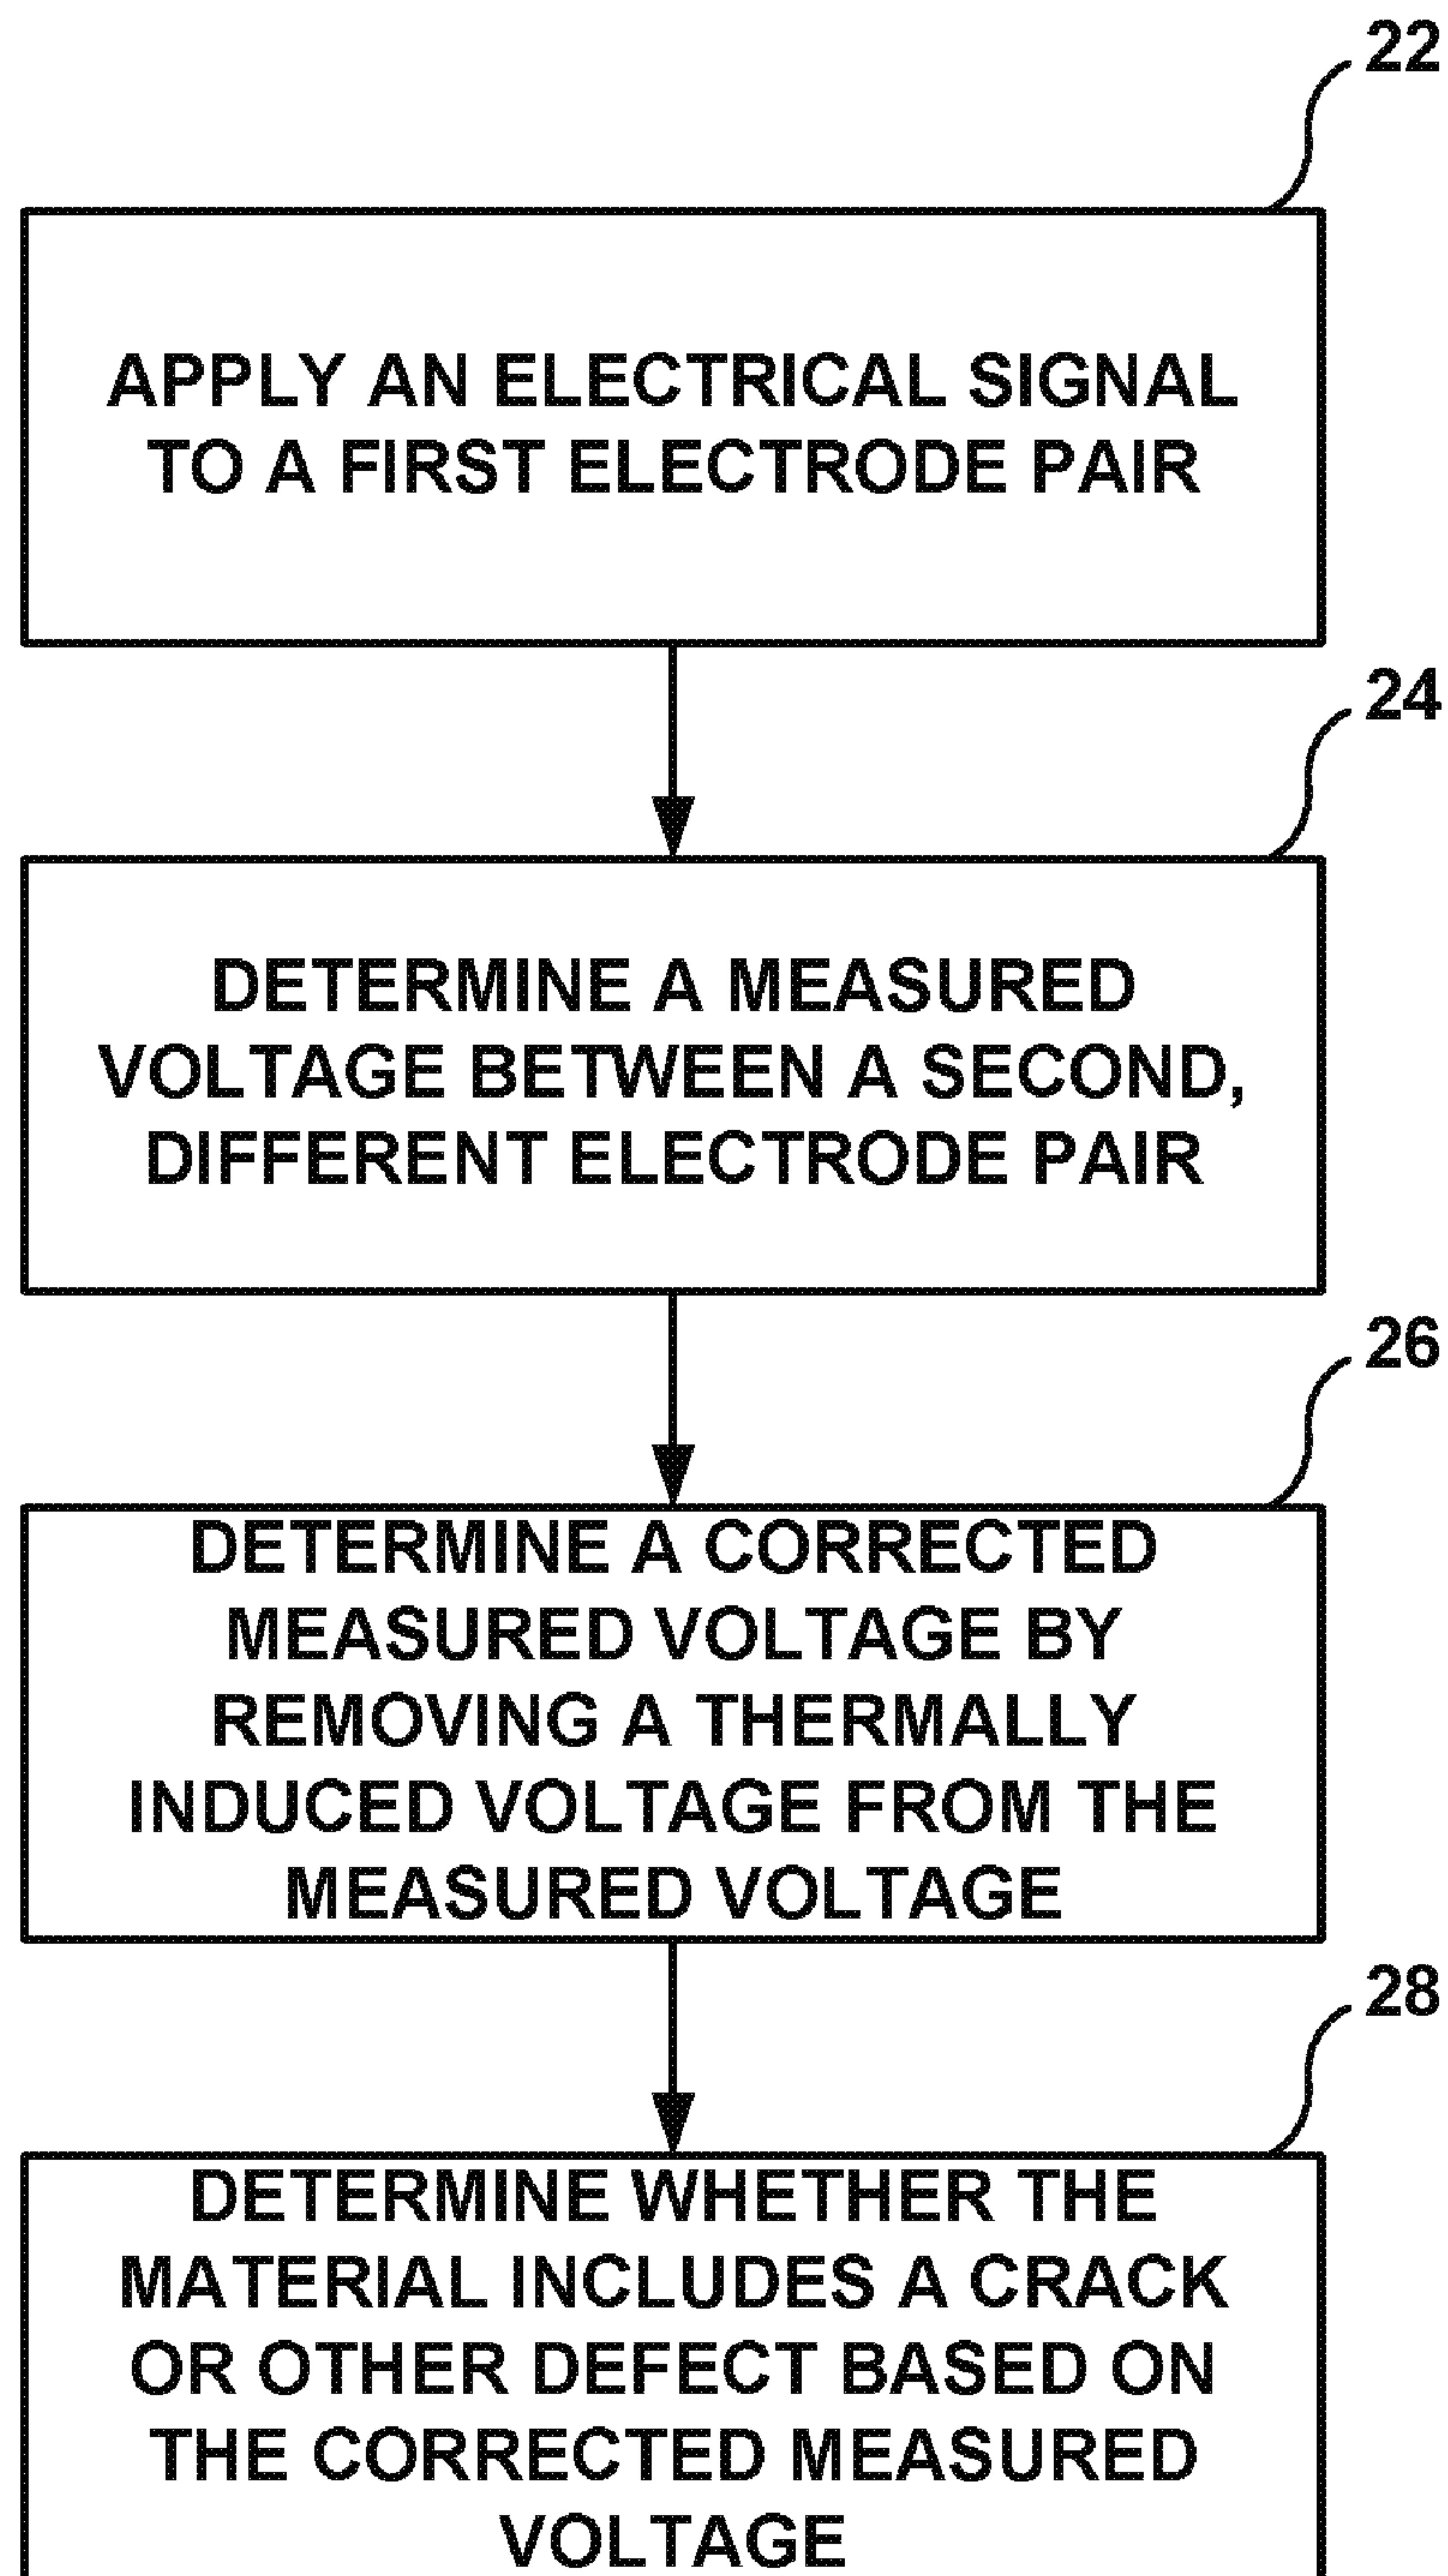 22
APPLY AN ELECTRICAL SIGNAL
TO A FIRST ELECTRODE PAIR
24
DETERMINE A MEASURED
VOLTAGE BETWEEN A SECOND,
DIFFERENT ELECTRODE PAIR
26
DETERMINE A CORRECTED
MEASURED VOLTAGE BY
REMOVING A THERMALLY
INDUCED VOLTAGE FROM THE
MEASURED VOLTAGE
28
DETERMINE WHETHER THE
MATERIAL INCLUDES A CRACK
OR OTHER DEFECT BASED ON
THE CORRECTED MEASURED
VOLTAGE